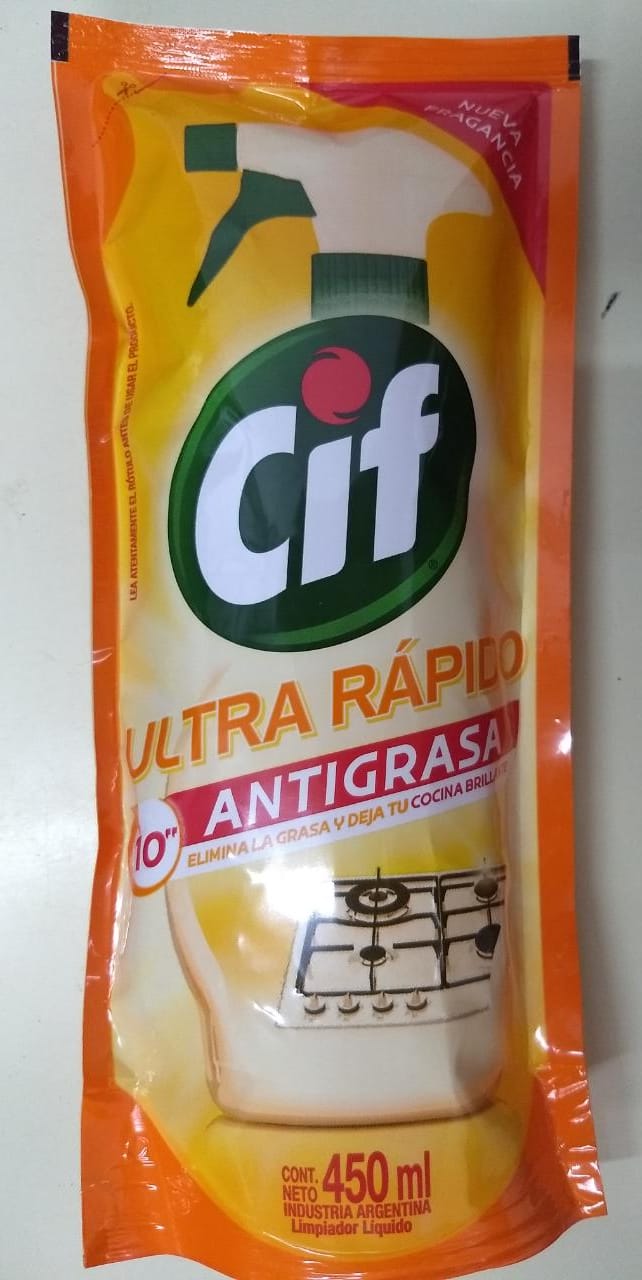 NUEVA
FRAGANCIA
LEA ATENTAMENTE EL RÓTULO ANTES DE USAR EL PRODUCTO.
Cif
®
ULTRA RÁPIDO
10"
ANTIGRASA
ELIMINA LA GRASA Y DEJA TU COCINA BRILLANTE
CONT.
NETO 450 ml
INDUSTRIA ARGENTINA
Limpiador Líquido